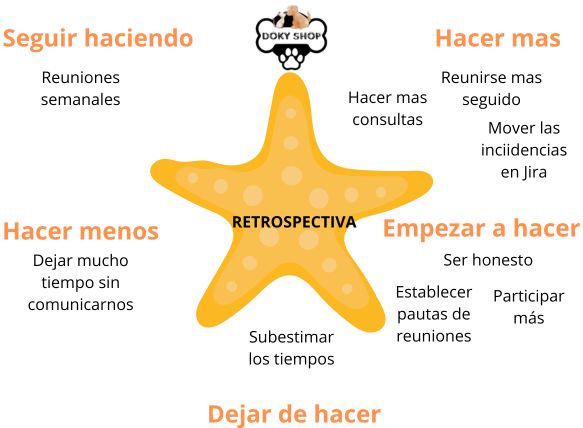 DOKY SHOP
Seguir haciendo
Reuniones
semanales
Hacer mas
Hacer mas
consultas
Reunirse mas
seguido
Mover las
inciidencias
en Jira
RETROSPECTIVA
Hacer menos
Dejar mucho
tiempo sin
comunicarnos
Empezar a hacer
Ser honesto
Establecer
pautas de
reuniones
Participar
más
Subestimar
los tiempos
Dejar de hacer